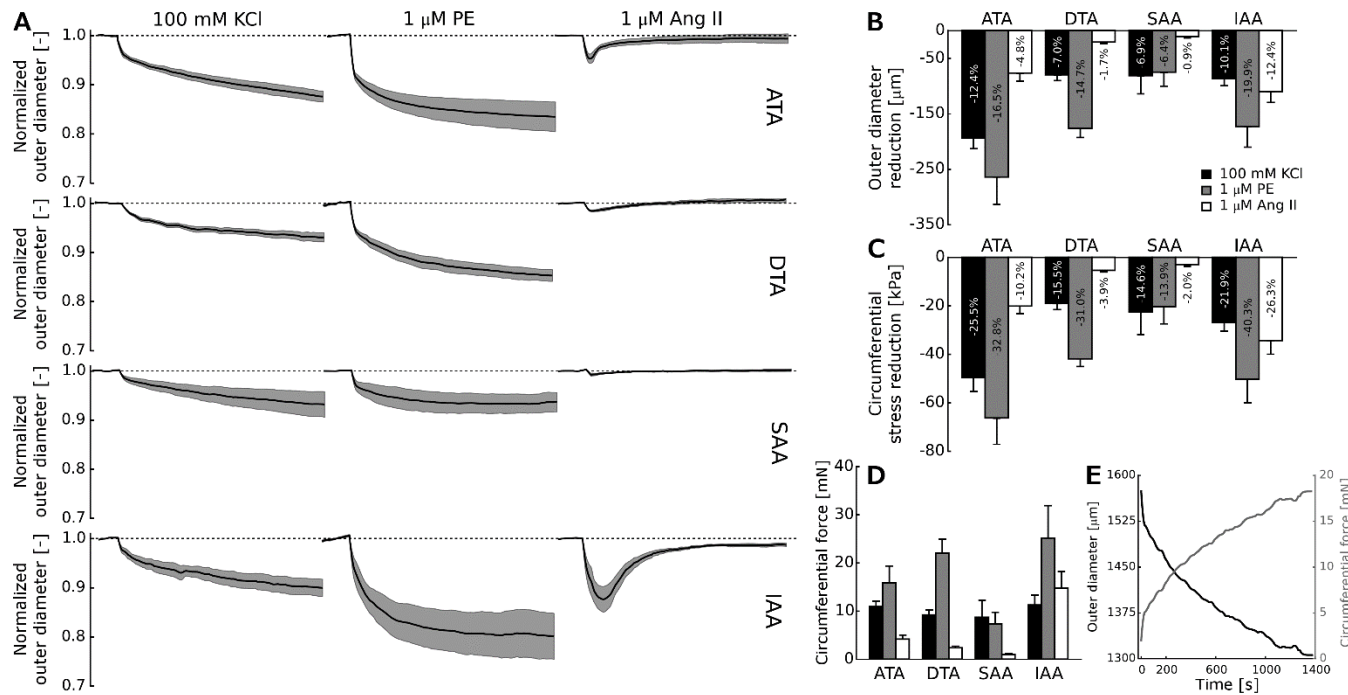 A
100 mM KCl
1 μM PE
1 μM Ang II
Normalized
outer diameter [-]
1.0
0.9
0.8
0.7
ATA
Normalized
outer diameter [-]
1.0
0.9
0.8
0.7
DTA
Normalized
outer diameter [-]
1.0
0.9
0.8
0.7
SAA
Normalized
outer diameter [-]
1.0
0.9
0.8
0.7
IAA
B
ATA DTA SAA IAA
Outer diameter
reduction [μm]
-50
-50
-150
-250
-350
-12.4%
-16.5%
-4.8%
-7.0%
-14.7%
-1.7%
-6.9%
-6.4%
-0.9%
-10.1%
-19.9%
-12.4%
100 mM KCl
1 μM PE
1 μM Ang II
C
ATA DTA SAA IAA
Circumferential
stress reduction [kPa]
0
-20
-40
-60
-80
-25.5%
-32.8%
-10.2%
-15.5%
-31.0%
-3.9%
-14.6%
-13.9%
-2.0%
-21.9%
-40.3%
-26.3%
D
Circumferential force [mN]
40
30
20
10
0
ATA DTA SAA IAA
E
Outer diameter [μm]
1600
1525
1450
1375
1300
Circumferential force [mN]
20
15
10
5
0
0 200 600 1000 1400
Time [s]